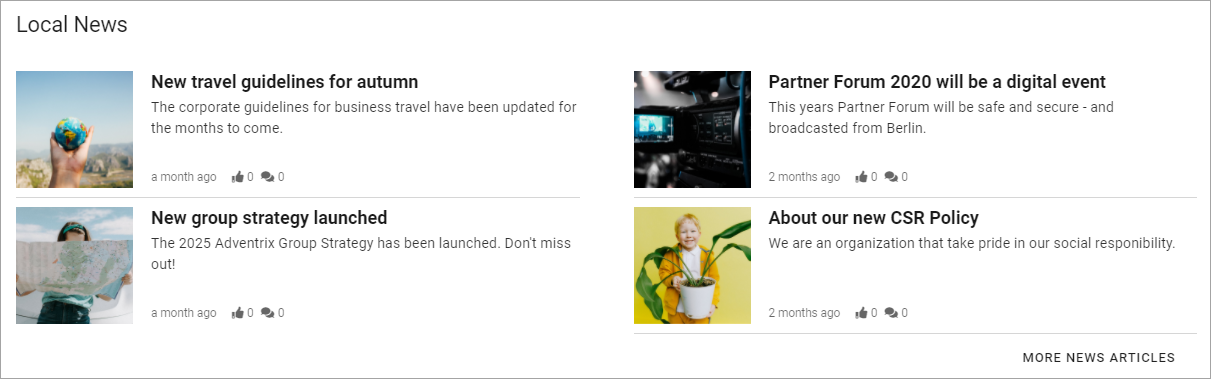 Local News
New travel guidelines for autumn
The corporate guidelines for business travel have been updated for
the months to come.
a month ago 0 0
New group strategy launched
The 2025 Adventrix Group Strategy has been launched. Don't miss
out!
a month ago 0 0
Partner Forum 2020 will be a digital event
This years Partner Forum will be safe and secure - and
broadcasted from Berlin.
2 months ago 0 0
About our new CSR Policy
We are an organization that take pride in our social responibility.
2 months ago 0 0
MORE NEWS ARTICLES